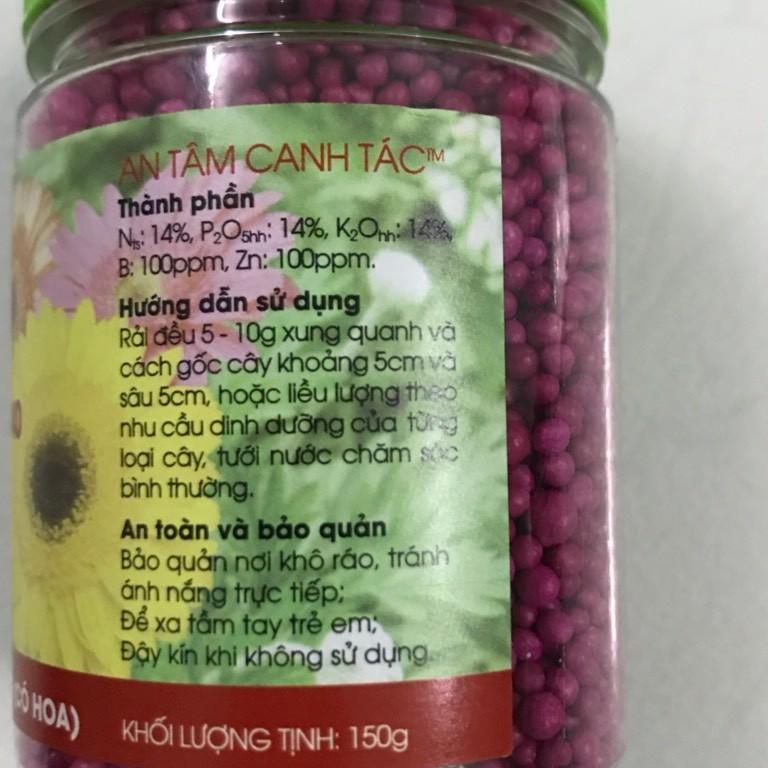 AN TÂM CANH TÁC™
Thành phần
Nts: 14%, P2O5hh: 14%, K2Ohh: 14%,
B: 100ppm, Zn: 100ppm.
Hướng dẫn sử dụng
Rải đều 5 - 10g xung quanh và
cách gốc cây khoảng 5cm và
sâu 5cm, hoặc liều lượng theo
nhu cầu dinh dưỡng của từng
loại cây, tưới nước chăm sóc
bình thường.
An toàn và bảo quản
Bảo quản nơi khô ráo, tránh
ánh nắng trực tiếp;
Để xa tầm tay trẻ em;
Đậy kín khi không sử dụng.
CÓ HOA)
KHỐI LƯỢNG TỊNH: 150g